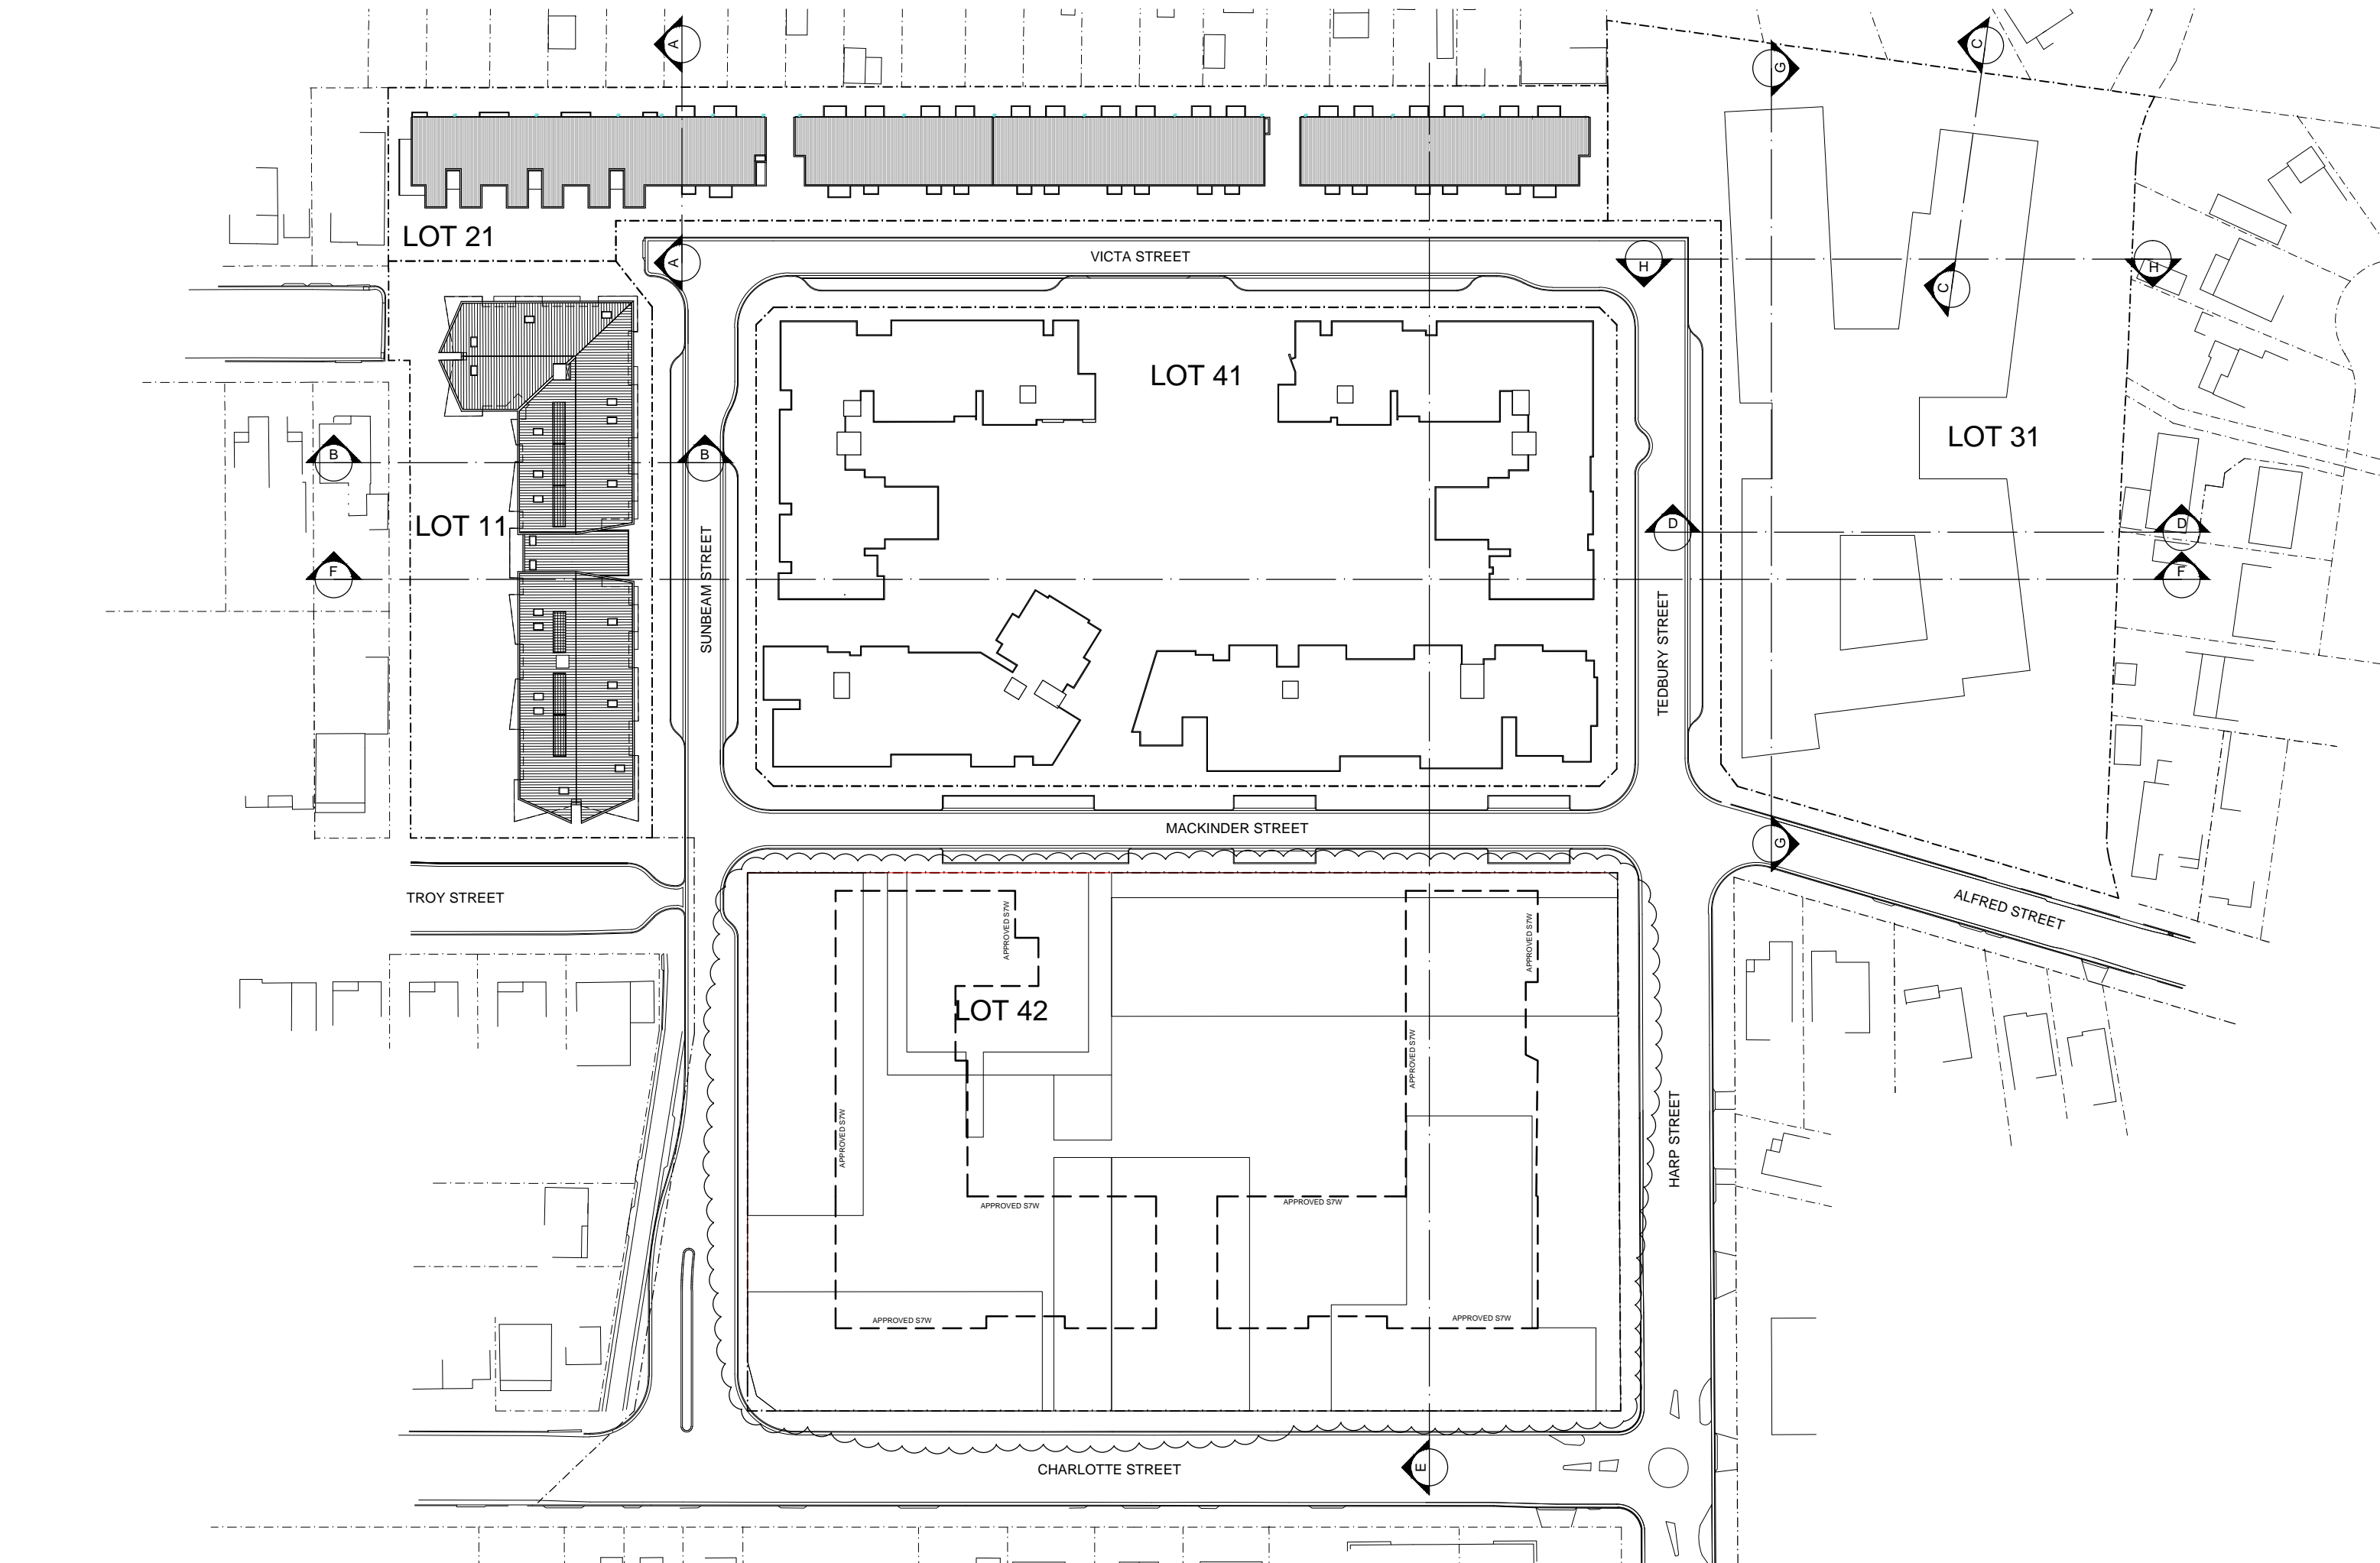 A
G
C
LOT 21
VICTA STREET
A
H
H
C
LOT 41
LOT 31
B
B
LOT 11
SUNBEAM STREET
D
D
F
F
TEDBURY STREET
MACKINDER STREET
G
TROY STREET
ALFRED STREET
APPROVED S7W
APPROVED S7W
LOT 42
APPROVED S7W
APPROVED S7W
HARP STREET
APPROVED S7W
APPROVED S7W
APPROVED S7W
APPROVED S7W
CHARLOTTE STREET
E